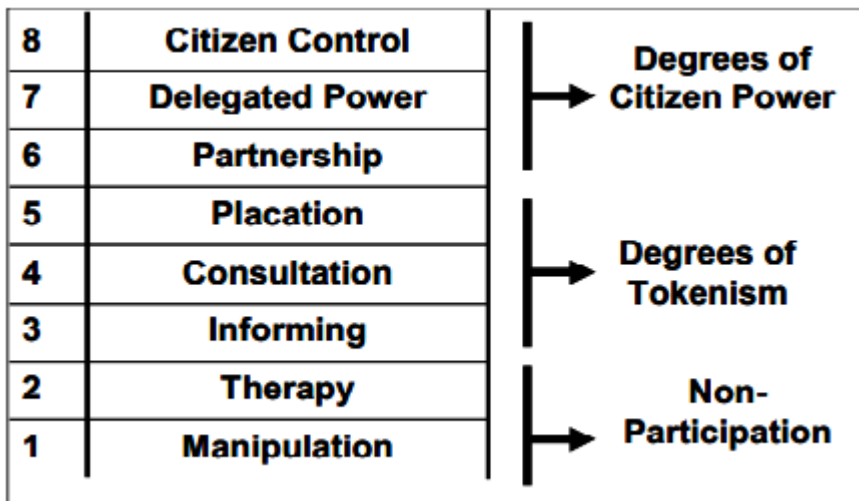 8 Citizen Control
7 Delegated Power
6 Partnership
Degrees of
Citizen Power
5 Placation
4 Consultation
3 Informing
Degrees of
Tokenism
2 Therapy
1 Manipulation
Non-
Participation